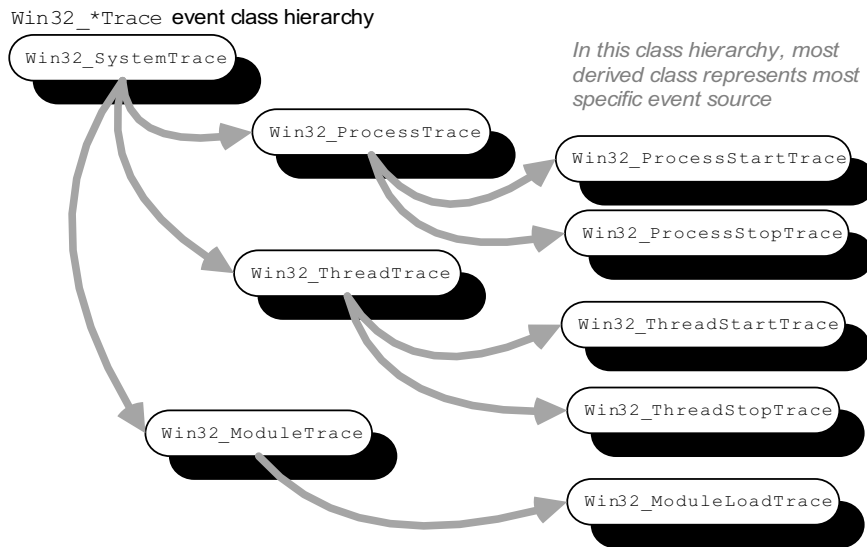 Win32_*Trace event class hierarchy
Win32_SystemTrace
In this class hierarchy, most
derived class represents most
specific event source
Win32_ProcessTrace
Win32_ProcessStartTrace
Win32_ProcessStopTrace
Win32_ThreadTrace
Win32_ThreadStartTrace
Win32_ThreadStopTrace
Win32_ModuleTrace
Win32_ModuleLoadTrace